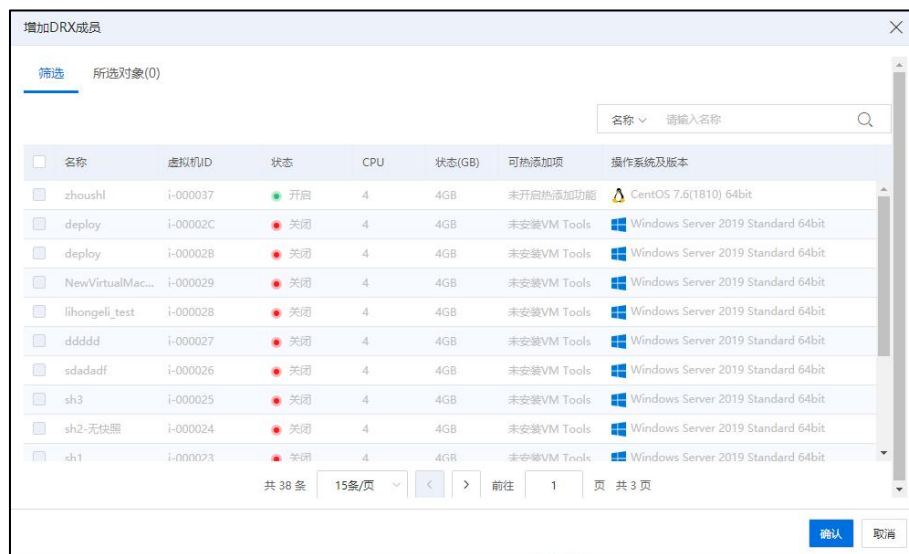 增加DRX成员
筛选 所选对象(0)
名称 请输入名称
名称 虚拟机ID 状态 CPU 状态(GB) 可热添加项 操作系统及版本
zhoushl i-000037 开启 4 4GB 未开启热添加功能 CentOS 7.6(1810) 64bit
deploy i-00002C 关闭 4 4GB 未安装VM Tools Windows Server 2019 Standard 64bit
deploy i-00002B 关闭 4 4GB 未安装VM Tools Windows Server 2019 Standard 64bit
NewVirtualMac... i-000029 关闭 4 4GB 未安装VM Tools Windows Server 2019 Standard 64bit
lihongeli_test i-000028 关闭 4 4GB 未安装VM Tools Windows Server 2019 Standard 64bit
ddddd i-000027 关闭 4 4GB 未安装VM Tools Windows Server 2019 Standard 64bit
sdadadf i-000026 关闭 4 4GB 未安装VM Tools Windows Server 2019 Standard 64bit
sh3 i-000025 关闭 4 4GB 未安装VM Tools Windows Server 2019 Standard 64bit
sh2-无快照 i-000024 关闭 4 4GB 未安装VM Tools Windows Server 2019 Standard 64bit
sh1 i-000023 关闭 4 4GB 未安装VM Tools Windows Server 2019 Standard 64bit
共 38 条 15条/页 < > 前往 1 页 共 3 页
确认 取消